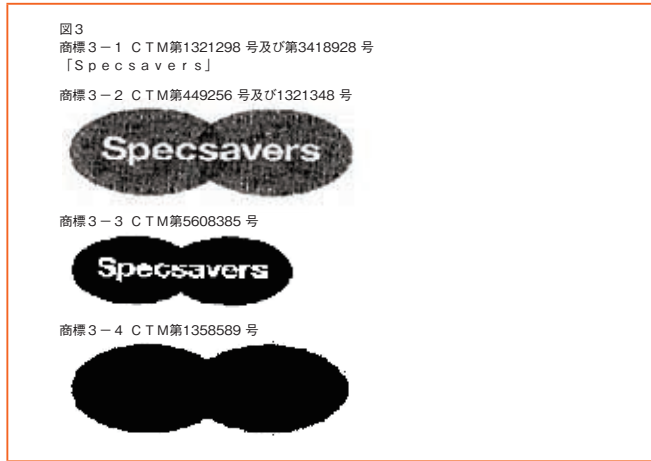 図3
商標3－1 CTM第1321298 号及び第3418928 号
「Specsavers」
商標3－2 CTM第449256 号及び1321348 号
Specsavers
商標3－3 CTM第5608385 号
Specsavers
商標3－4 CTM第1358589 号